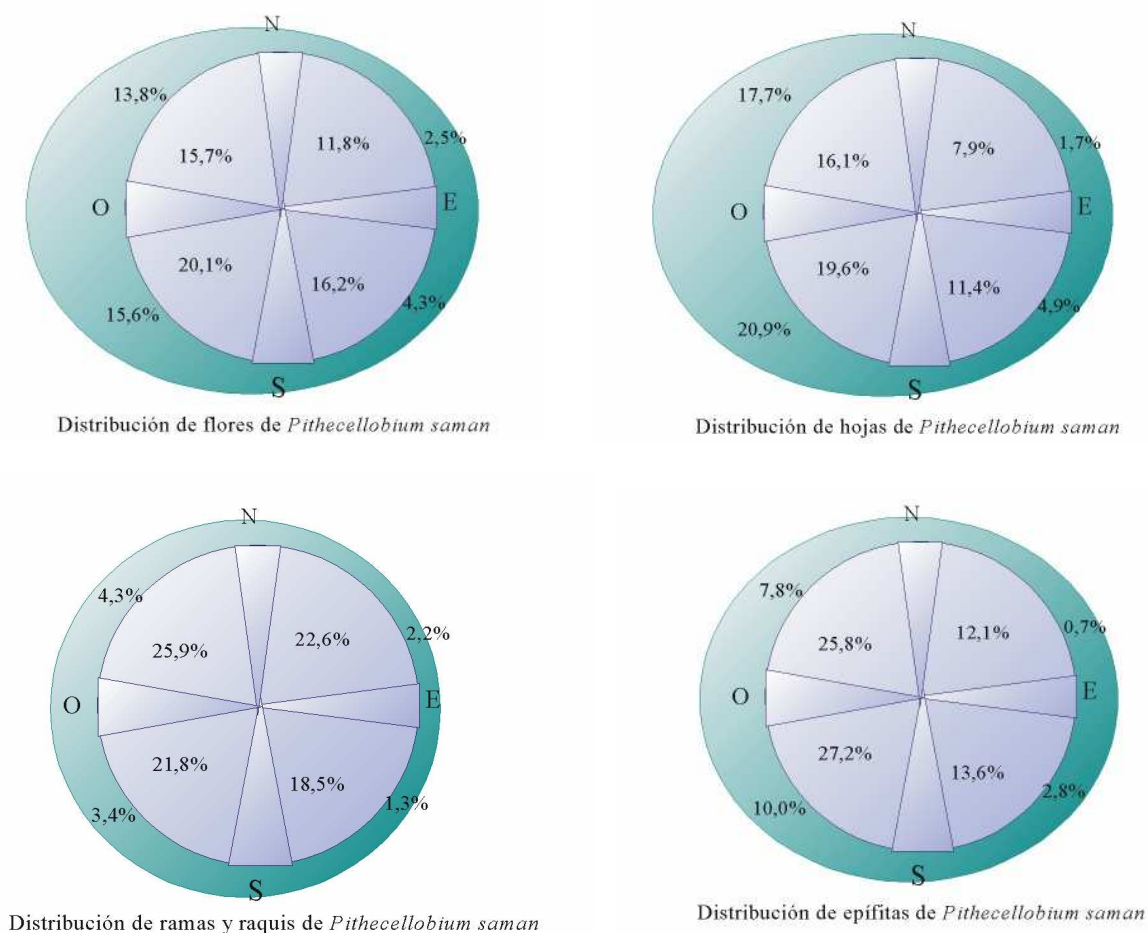 N
13,8%
2,5%
15,7%
11,8%
O
E
20,1%
16,2%
15,6%
4,3%
S
Distribución de flores de Pithecellobium saman
N
17,7%
1,7%
16,1%
7,9%
O
E
19,6%
11,4%
20,9%
4,9%
S
Distribución de hojas de Pithecellobium saman
N
4,3%
2,2%
25,9%
22,6%
O
E
21,8%
18,5%
3,4%
1,3%
S
Distribución de ramas y raquis de Pithecellobium saman
N
7,8%
0,7%
25,8%
12,1%
O
E
27,2%
13,6%
10,0%
2,8%
S
Distribución de epífitas de Pithecellobium saman